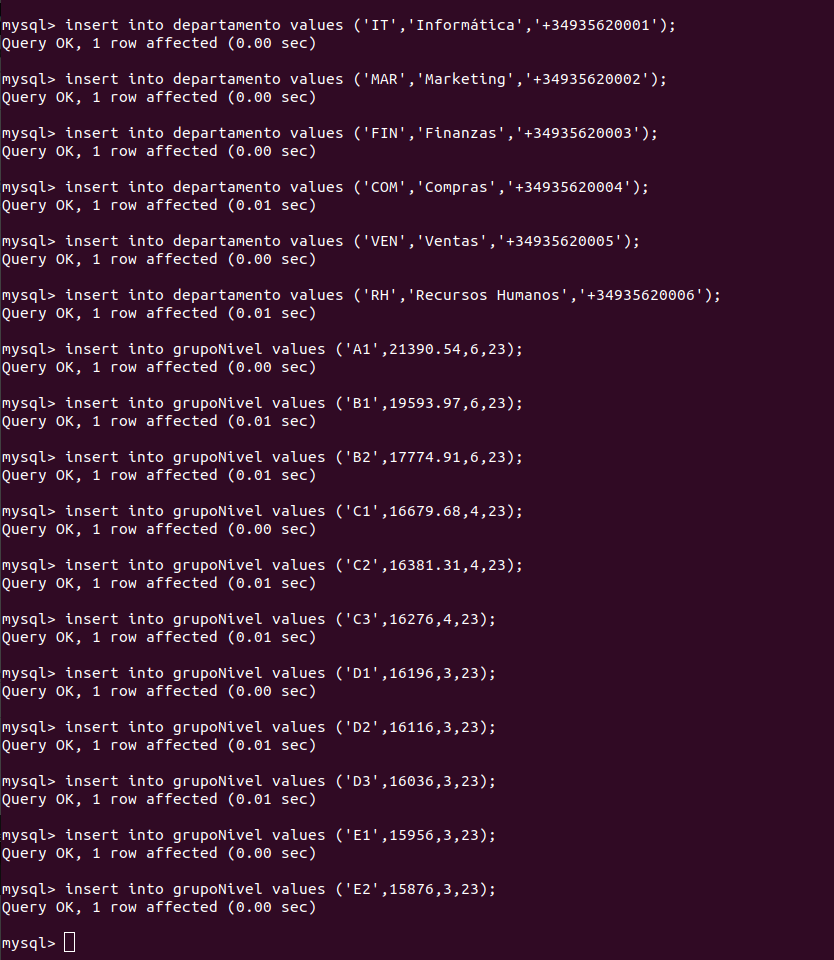 mysql> insert into departamento values ('IT','Informática','+34935620001');
Query OK, 1 row affected (0.00 sec)
mysql> insert into departamento values ('MAR','Marketing','+34935620002');
Query OK, 1 row affected (0.00 sec)
mysql> insert into departamento values ('FIN','Finanzas','+34935620003');
Query OK, 1 row affected (0.00 sec)
mysql> insert into departamento values ('COM','Compras','+34935620004');
Query OK, 1 row affected (0.01 sec)
mysql> insert into departamento values ('VEN','Ventas','+34935620005');
Query OK, 1 row affected (0.00 sec)
mysql> insert into departamento values ('RH','Recursos Humanos','+34935620006');
Query OK, 1 row affected (0.01 sec)
mysql> insert into grupoNivel values ('A1',21390.54,6,23);
Query OK, 1 row affected (0.00 sec)
mysql> insert into grupoNivel values ('B1',19593.97,6,23);
Query OK, 1 row affected (0.01 sec)
mysql> insert into grupoNivel values ('B2',17774.91,6,23);
Query OK, 1 row affected (0.01 sec)
mysql> insert into grupoNivel values ('C1',16679.68,4,23);
Query OK, 1 row affected (0.00 sec)
mysql> insert into grupoNivel values ('C2',16381.31,4,23);
Query OK, 1 row affected (0.01 sec)
mysql> insert into grupoNivel values ('C3',16276,4,23);
Query OK, 1 row affected (0.01 sec)
mysql> insert into grupoNivel values ('D1',16196,3,23);
Query OK, 1 row affected (0.00 sec)
mysql> insert into grupoNivel values ('D2',16116,3,23);
Query OK, 1 row affected (0.01 sec)
mysql> insert into grupoNivel values ('D3',16036,3,23);
Query OK, 1 row affected (0.01 sec)
mysql> insert into grupoNivel values ('E1',15956,3,23);
Query OK, 1 row affected (0.00 sec)
mysql> insert into grupoNivel values ('E2',15876,3,23);
Query OK, 1 row affected (0.00 sec)
mysql>